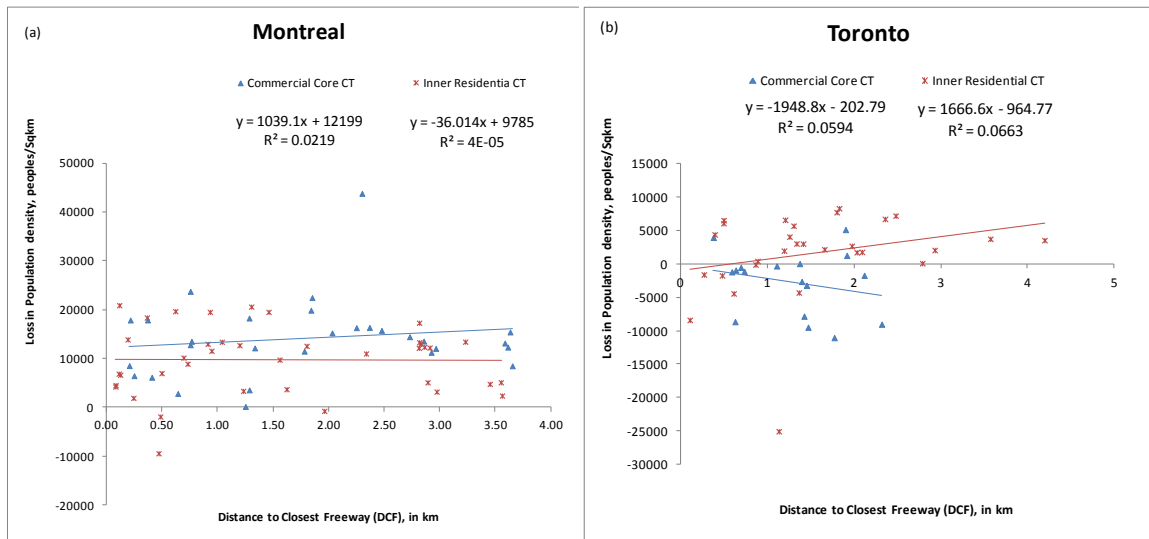 (a)
Montreal
Commercial Core CT
Inner Residentia CT
y = 1039.1x + 12199
R² = 0.0219
y = -36.014x + 9785
R² = 4E-05
Loss in Population density, peoples/Sqkm
50000
40000
30000
20000
10000
0
-10000
-20000
0.00 0.50 1.00 1.50 2.00 2.50 3.00 3.50 4.00
Distance to Closest Freeway (DCF), in km
(b)
Toronto
Commercial Core CT
Inner Residential CT
y = -1948.8x - 202.79
R² = 0.0594
y = 1666.6x - 964.77
R² = 0.0663
Loss in Population density, peoples/Sqkm
15000
10000
5000
0
-5000
-10000
-15000
-20000
-25000
-30000
0 1 2 3 4 5
Distance to Closest Freeway (DCF), in km